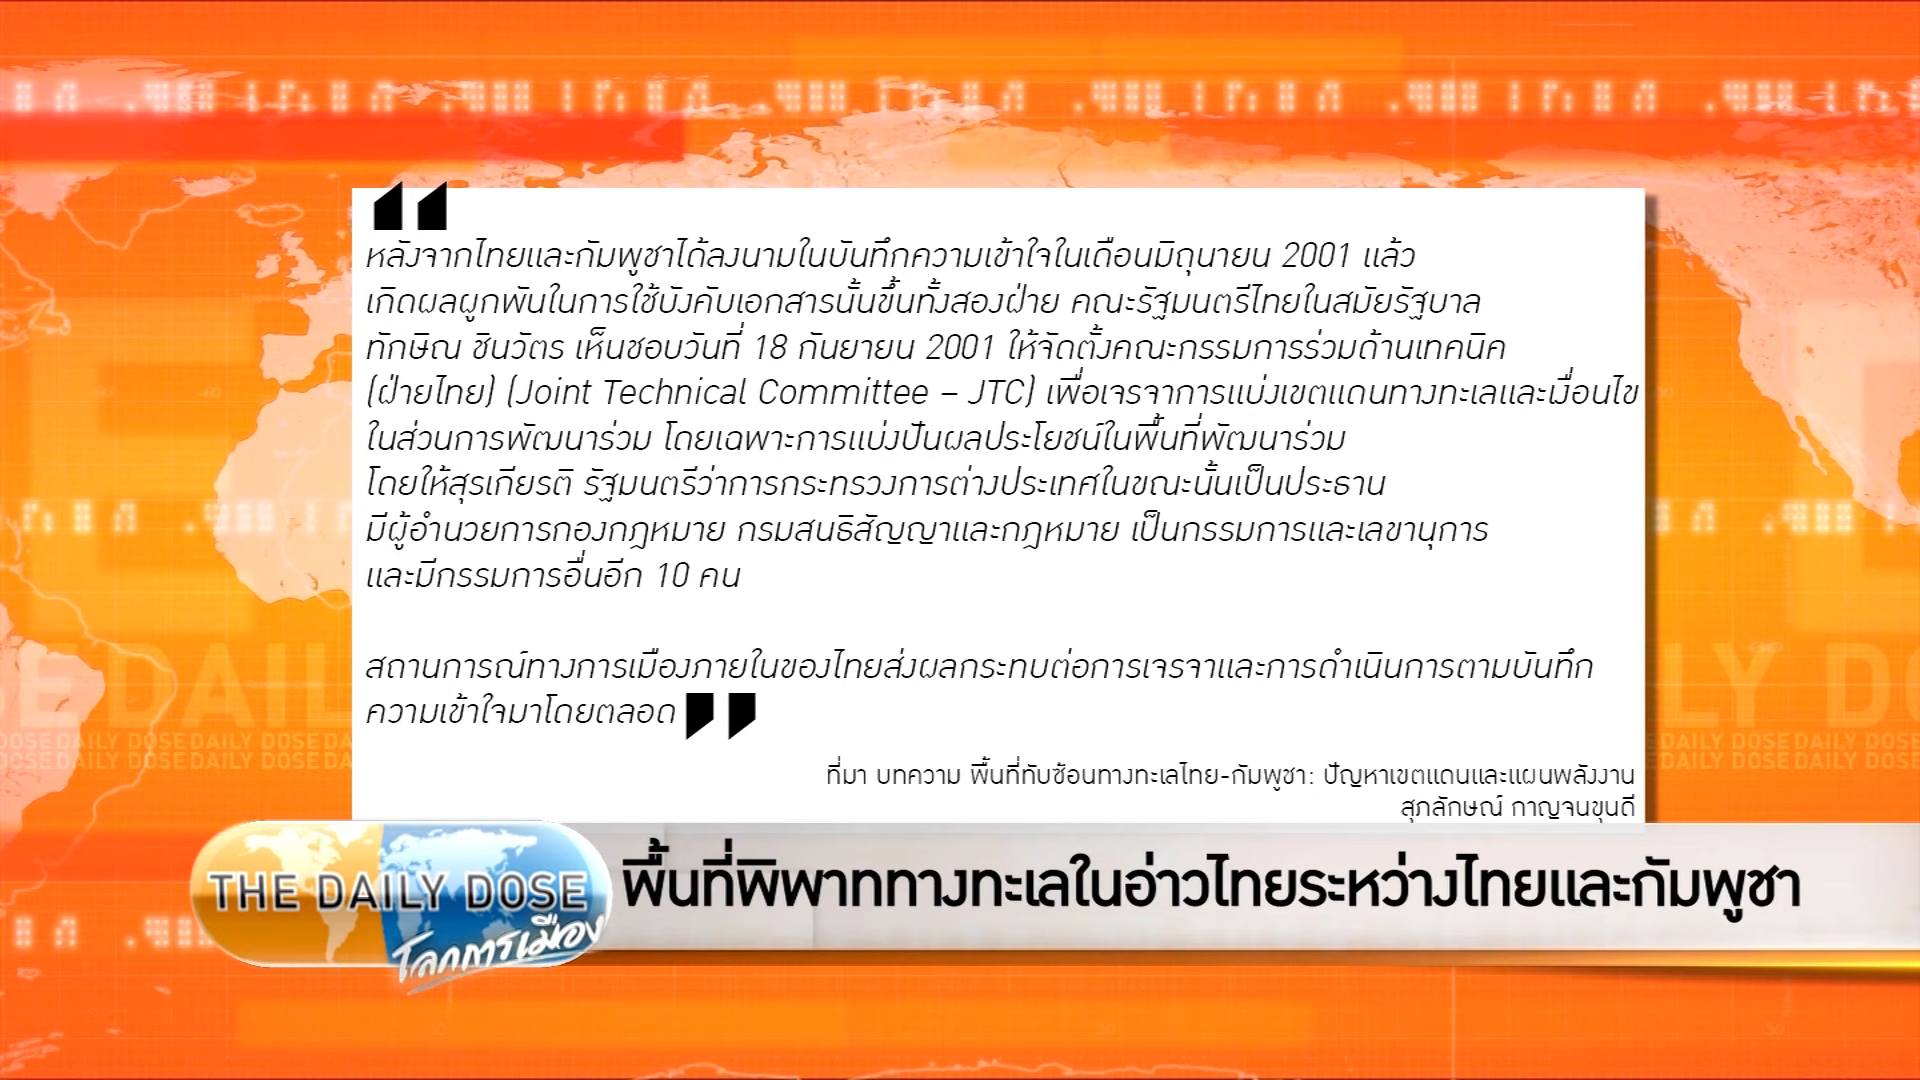 หลังจากไทยและกัมพูชาได้ลงนามในบันทึกความเข้าใจในเดือนมิถุนายน 2001 แล้ว
เกิดผลผูกพันในการใช้บังคับเอกสารนั้นขึ้นทั้งสองฝ่าย คณะรัฐมนตรีไทยในสมัยรัฐบาล
ทักษิณ ชินวัตร เห็นชอบวันที่ 18 กันยายน 2001 ให้จัดตั้งคณะกรรมการร่วมด้านเทคนิค
(ฝ่ายไทย) (Joint Technical Committee – JTC) เพื่อเจรจาการแบ่งเขตแดนทางทะเลและเงื่อนไข
ในส่วนการพัฒนาร่วม โดยเฉพาะการแบ่งปันผลประโยชน์ในพื้นที่พัฒนาร่วม
โดยให้สุรเกียรติ รัฐมนตรีว่าการกระทรวงการต่างประเทศในขณะนั้นเป็นประธาน
มีผู้อำนวยการกองกฎหมาย กรมสนธิสัญญาและกฎหมาย เป็นกรรมการและเลขานุการ
และมีกรรมการอื่นอีก 10 คน
สถานการณ์ทางการเมืองภายในของไทยส่งผลกระทบต่อการเจรจาและการดำเนินการตามบันทึก
ความเข้าใจมาโดยตลอด
ที่มา บทความ พื้นที่ทับซ้อนทางทะเลไทย-กัมพูชา: ปัญหาเขตแดนและแผนพลังงาน
สุภลักษณ์ กาญจนขุนดี
THE DAILY DOSE
โลกการเมือง
พื้นที่พิพาททางทะเลในอ่าวไทยระหว่างไทยและกัมพูชา